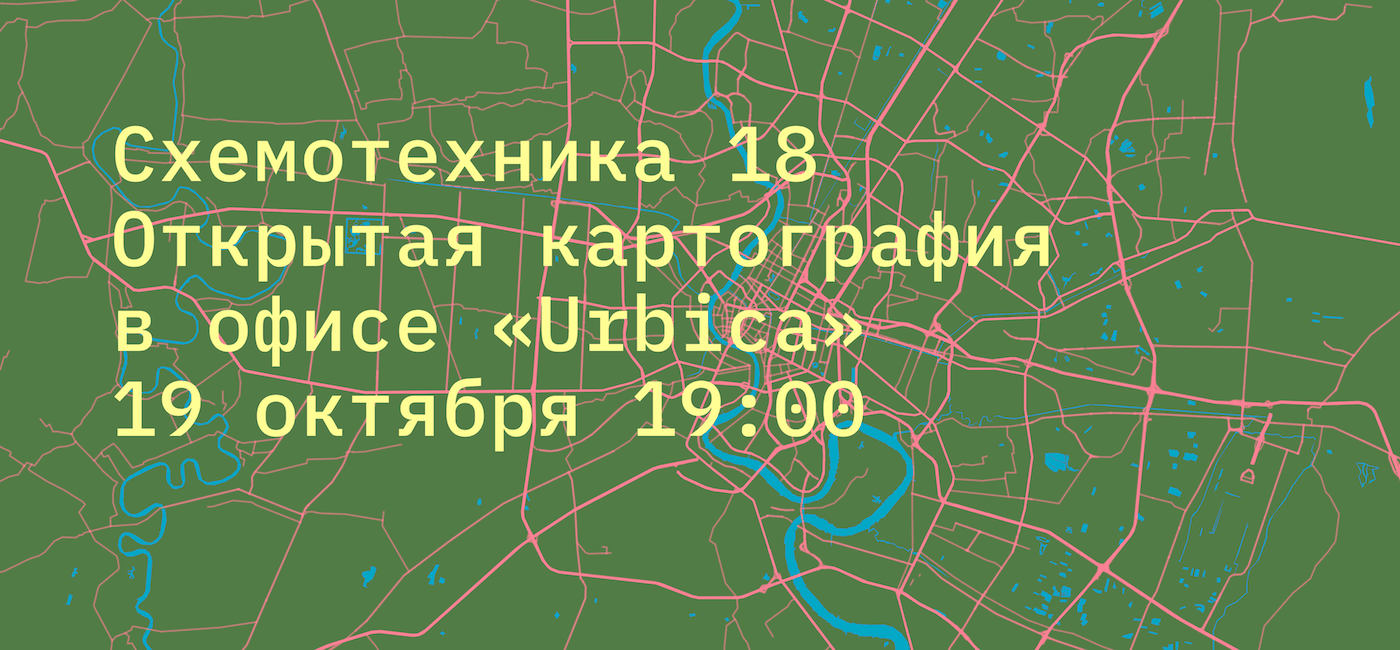 Схемотехника 18
Открытая картография
в офисе «Urbica»
19 октября 19:00